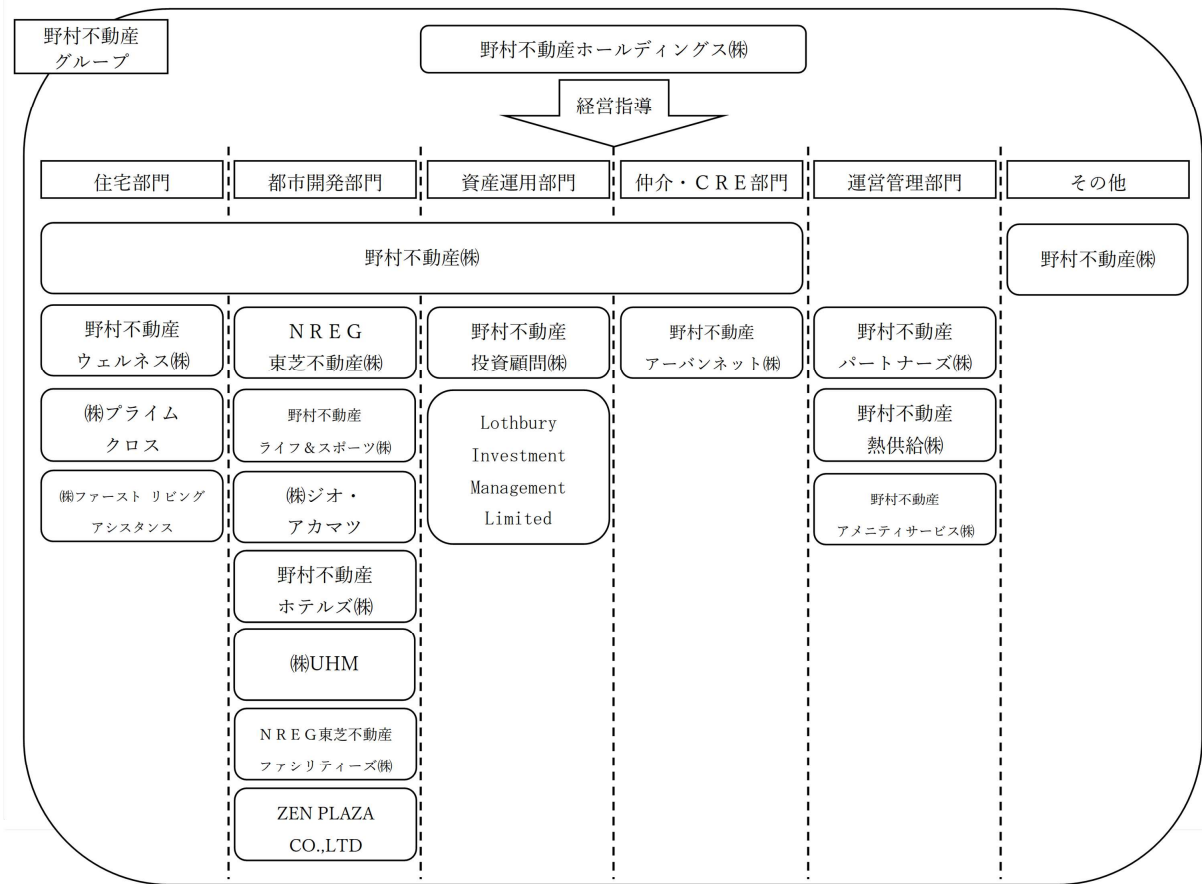 野村不動産
グループ
野村不動産ホールディングス㈱
経営指導
住宅部門
都市開発部門
資産運用部門
仲介・ＣＲＥ部門
運営管理部門
その他
野村不動産㈱
野村不動産㈱
野村不動産
ウェルネス㈱
㈱プライム
クロス
㈱ファースト リビング
アシスタンス
ＮＲＥＧ
東芝不動産㈱
野村不動産
ライフ＆スポーツ㈱
㈱ジオ・
アカマツ
野村不動産
ホテルズ㈱
㈱UHM
ＮＲＥＧ東芝不動産
ファシリティーズ㈱
ZEN PLAZA
CO.,LTD
野村不動産
投資顧問㈱
Lothbury
Investment
Management
Limited
野村不動産
アーバンネット㈱
野村不動産
パートナーズ㈱
野村不動産
熱供給㈱
野村不動産
アメニティサービス㈱